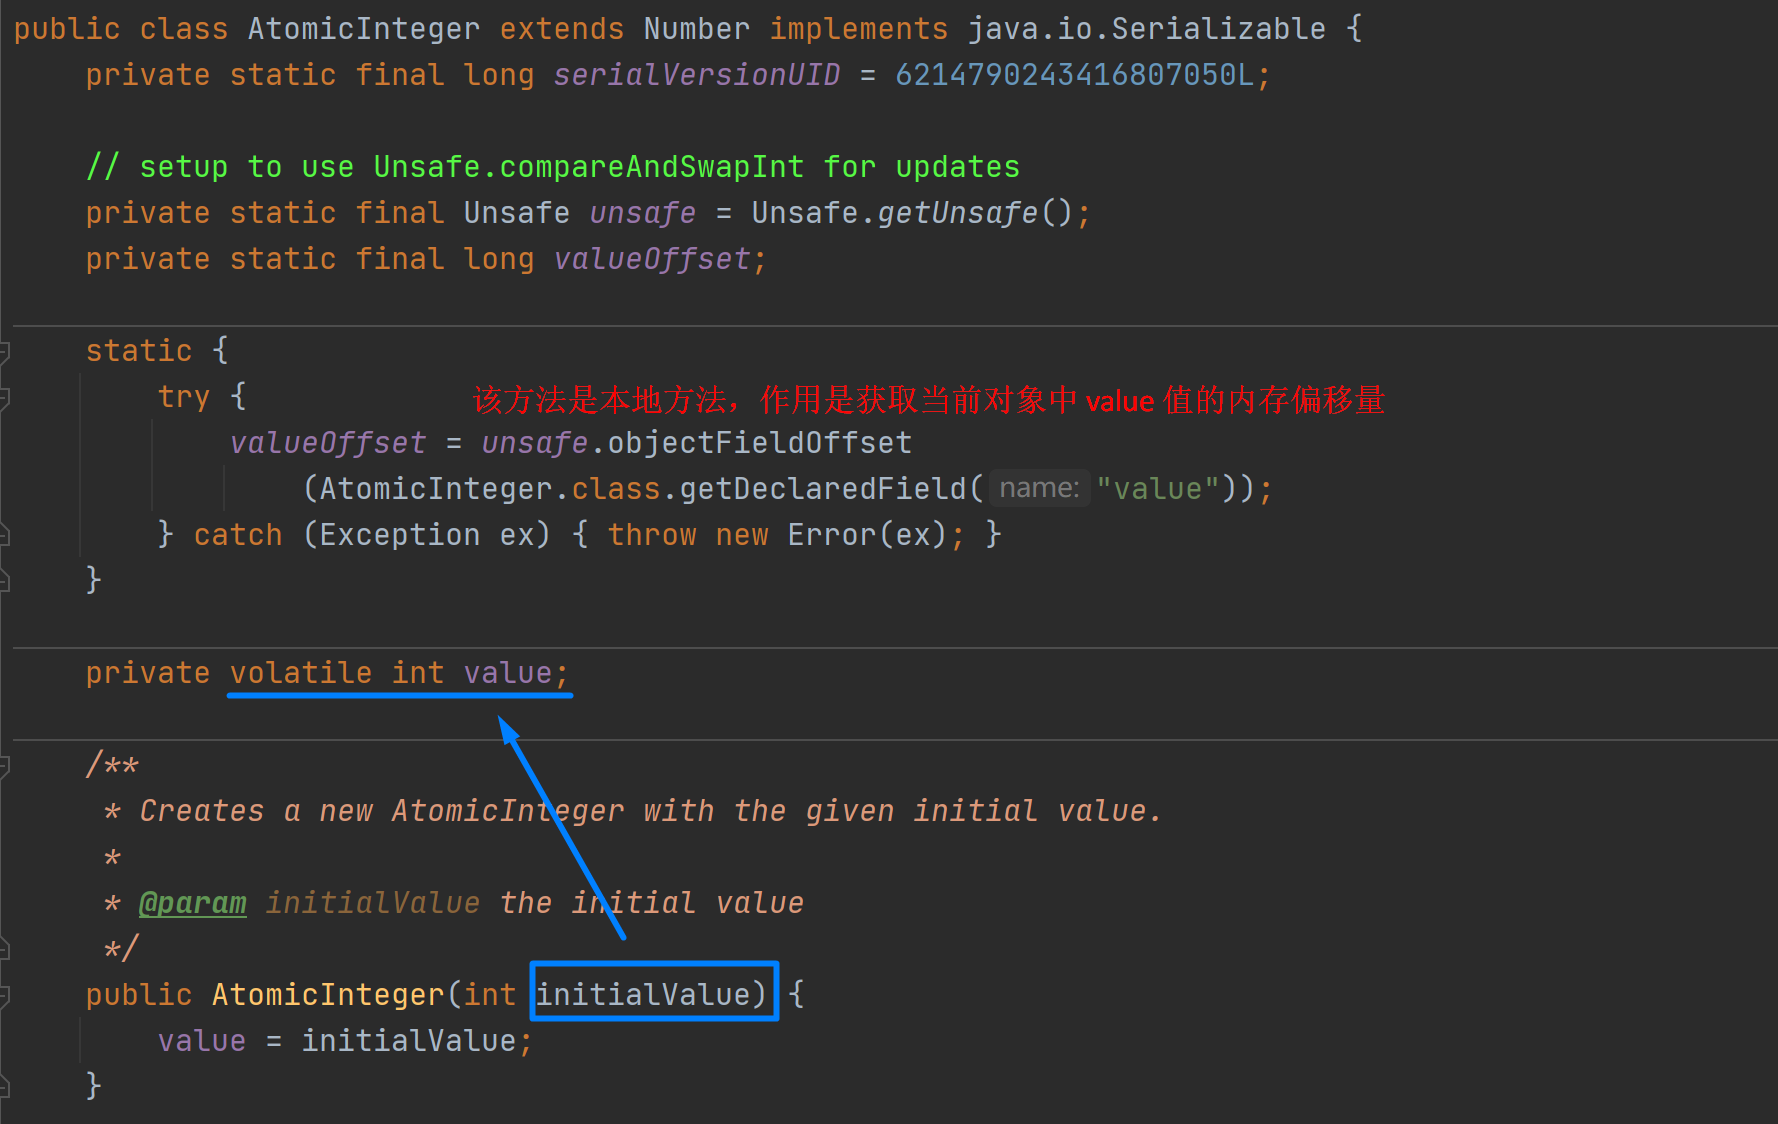 public class AtomicInteger extends Number implements java.io.Serializable {
private static final long serialVersionUID = 6214790243416807050L;
// setup to use Unsafe.compareAndSwapInt for updates
private static final Unsafe unsafe = Unsafe.getUnsafe();
private static final long valueOffset;
static {
try {
该方法是本地方法，作用是获取当前对象中 value 值的内存偏移量
valueOffset = unsafe.objectFieldOffset
(AtomicInteger.class.getDeclaredField( name: "value"));
} catch (Exception ex) { throw new Error(ex); }
}
private volatile int value;
/**
* Creates a new AtomicInteger with the given initial value.
*
* @param initialValue the initial value
*/
public AtomicInteger(int initialValue) {
value = initialValue;
}